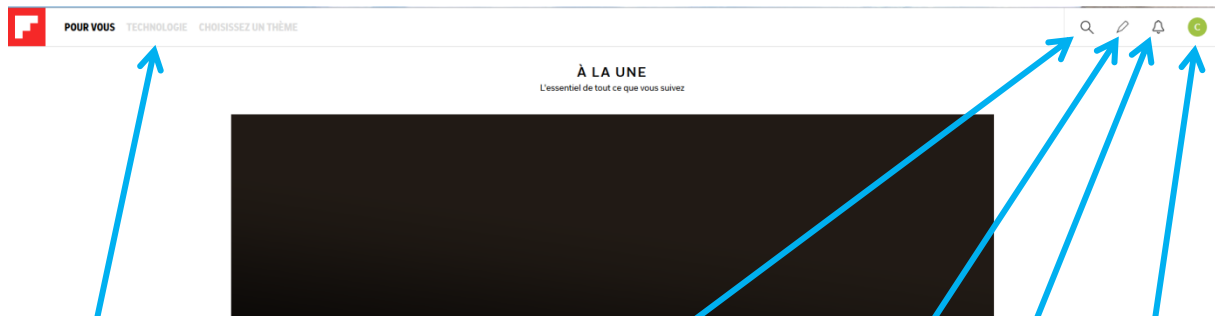 POUR VOUS TECHNOLOGIE CHOISISSEZ UN THÈME
C
À LA UNE
L'essentiel de tout ce que vous suivez